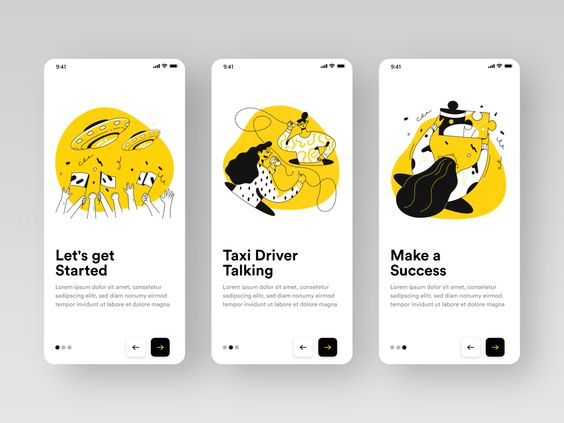 9:41
Let's get
Started
Lorem ipsum dolor sit amet, consetetur
sadipscing elitr, sed diam nonumy eirmod
tempor invidunt ut labore et dolore magna
9:41
Taxi Driver
Talking
Lorem ipsum dolor sit amet, consetetur
sadipscing elitr, sed diam nonumy eirmod
tempor invidunt ut labore et dolore magna
9:41
Make a
Success
Lorem ipsum dolor sit amet, consetetur
sadipscing elitr, sed diam nonumy eirmod
tempor invidunt ut labore et dolore magna